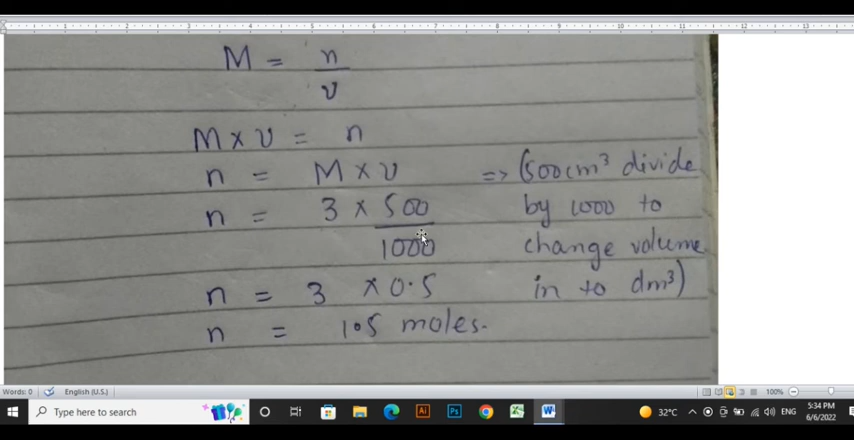 M = n
v
M × v = n
n = M × v => (500cm³ divide
n = 3 × 500 by 1000 to
1000 change volume
n = 3 × 0.5 in to dm³)
n = 1.5 moles.
Words: 0 English (U.S.) 100%
Type here to search 32°C ENG 5:34 PM
6/6/2022